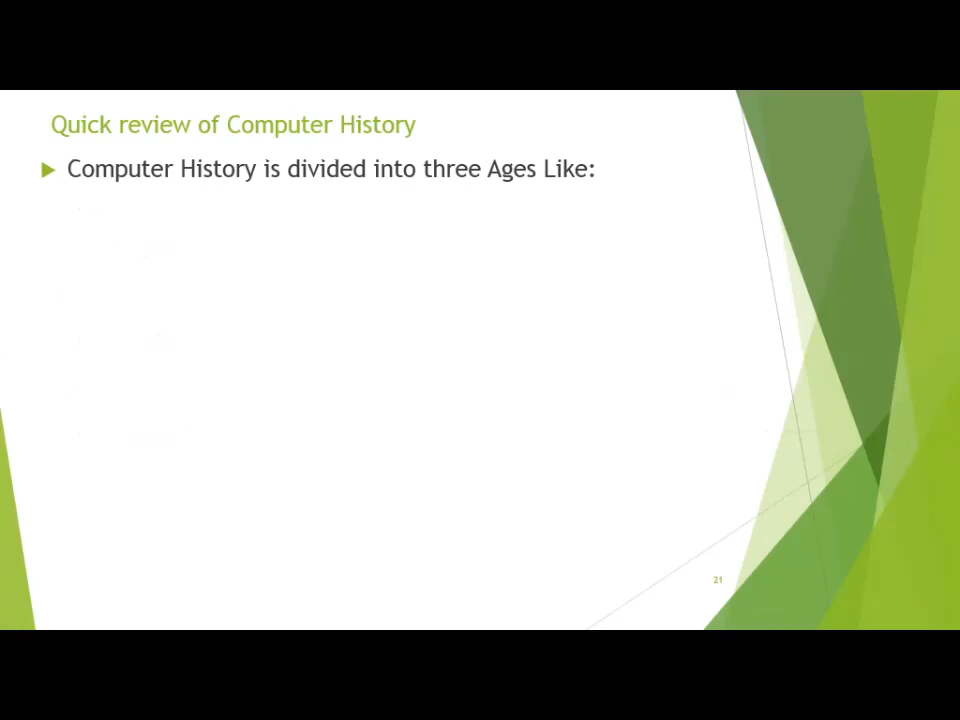 Quick review of Computer History
Computer History is divided into three Ages Like:
21